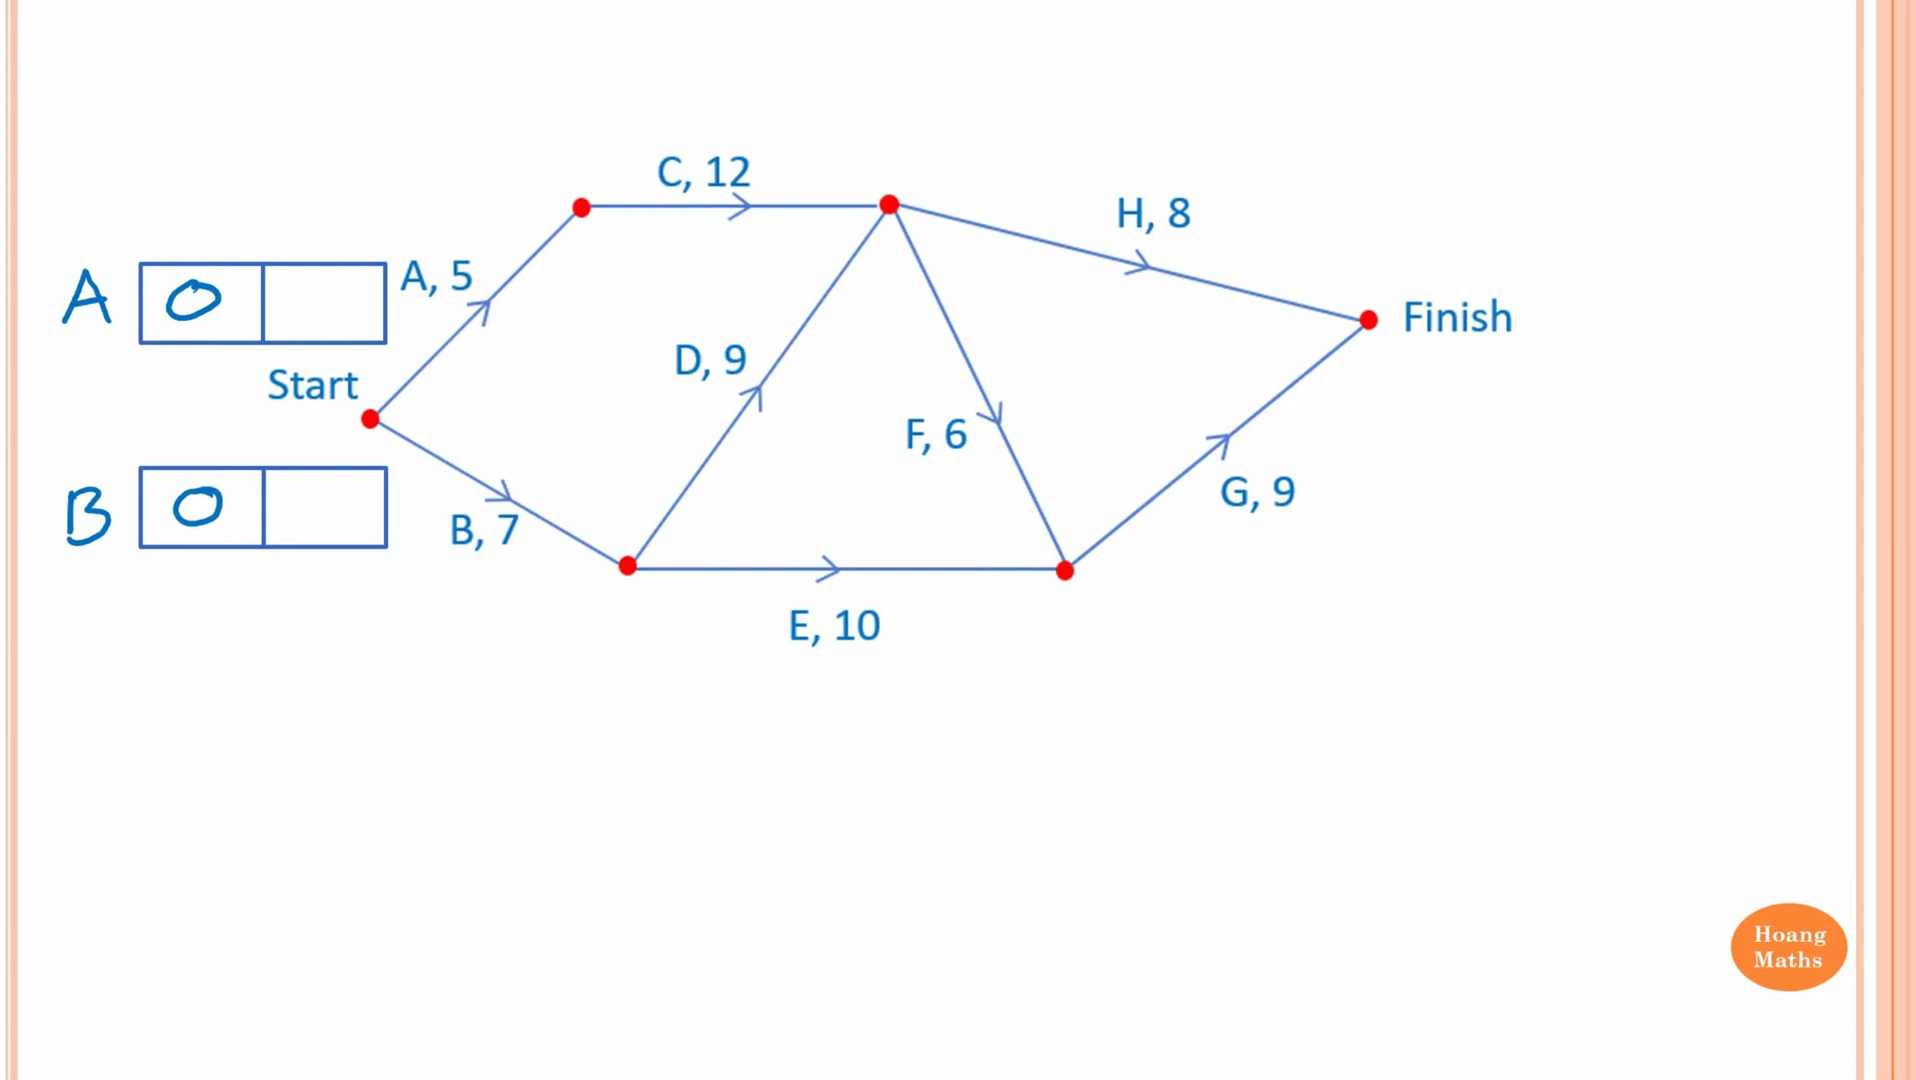 C, 12
H, 8
A
0
A, 5
Finish
D, 9
Start
F, 6
G, 9
B
0
B, 7
E, 10
Hoang
Maths